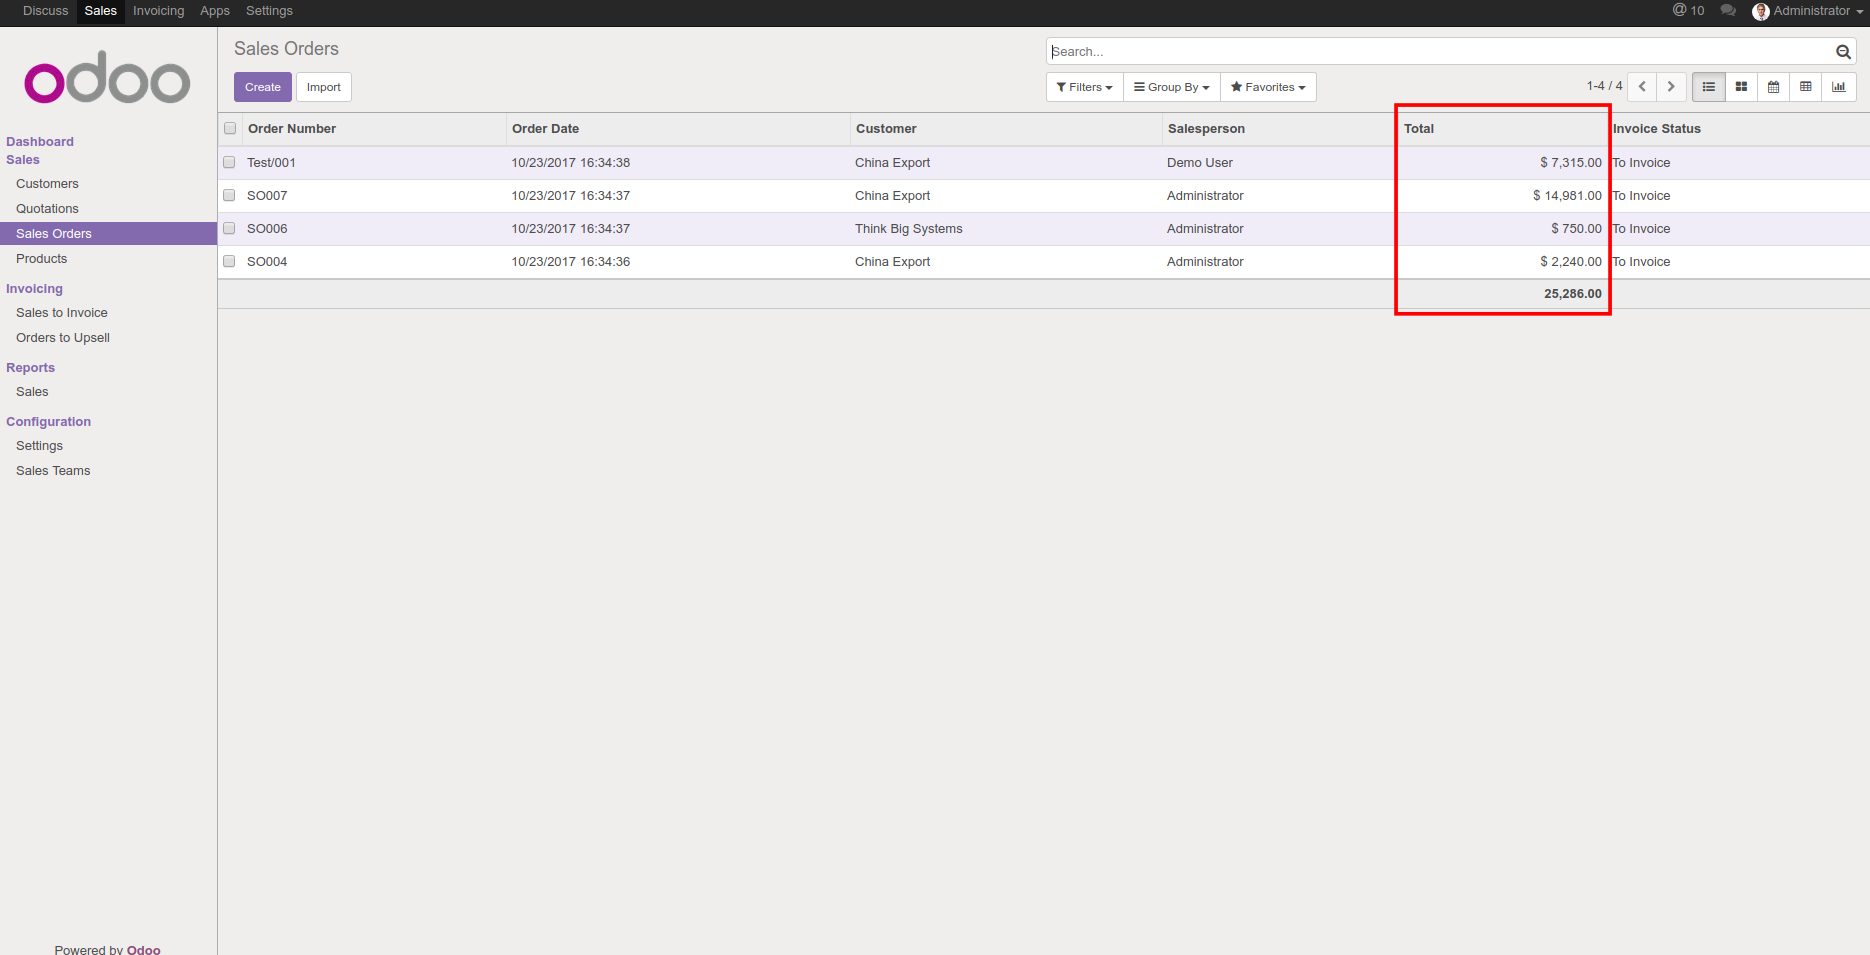 Discuss Sales Invoicing Apps Settings @ 10 Administrator
odoo
Dashboard
Sales
Customers
Quotations
Sales Orders
Products
Invoicing
Sales to Invoice
Orders to Upsell
Reports
Sales
Configuration
Settings
Sales Teams
Powered by Odoo
Sales Orders
Search...
Create Import
Filters Group By Favorites 1-4 / 4
Order Number Order Date Customer Salesperson Total Invoice Status
Test/001 10/23/2017 16:34:38 China Export Demo User $ 7,315.00 To Invoice
SO007 10/23/2017 16:34:37 China Export Administrator $ 14,981.00 To Invoice
SO006 10/23/2017 16:34:37 Think Big Systems Administrator $ 750.00 To Invoice
SO004 10/23/2017 16:34:36 China Export Administrator $ 2,240.00 To Invoice
25,286.00